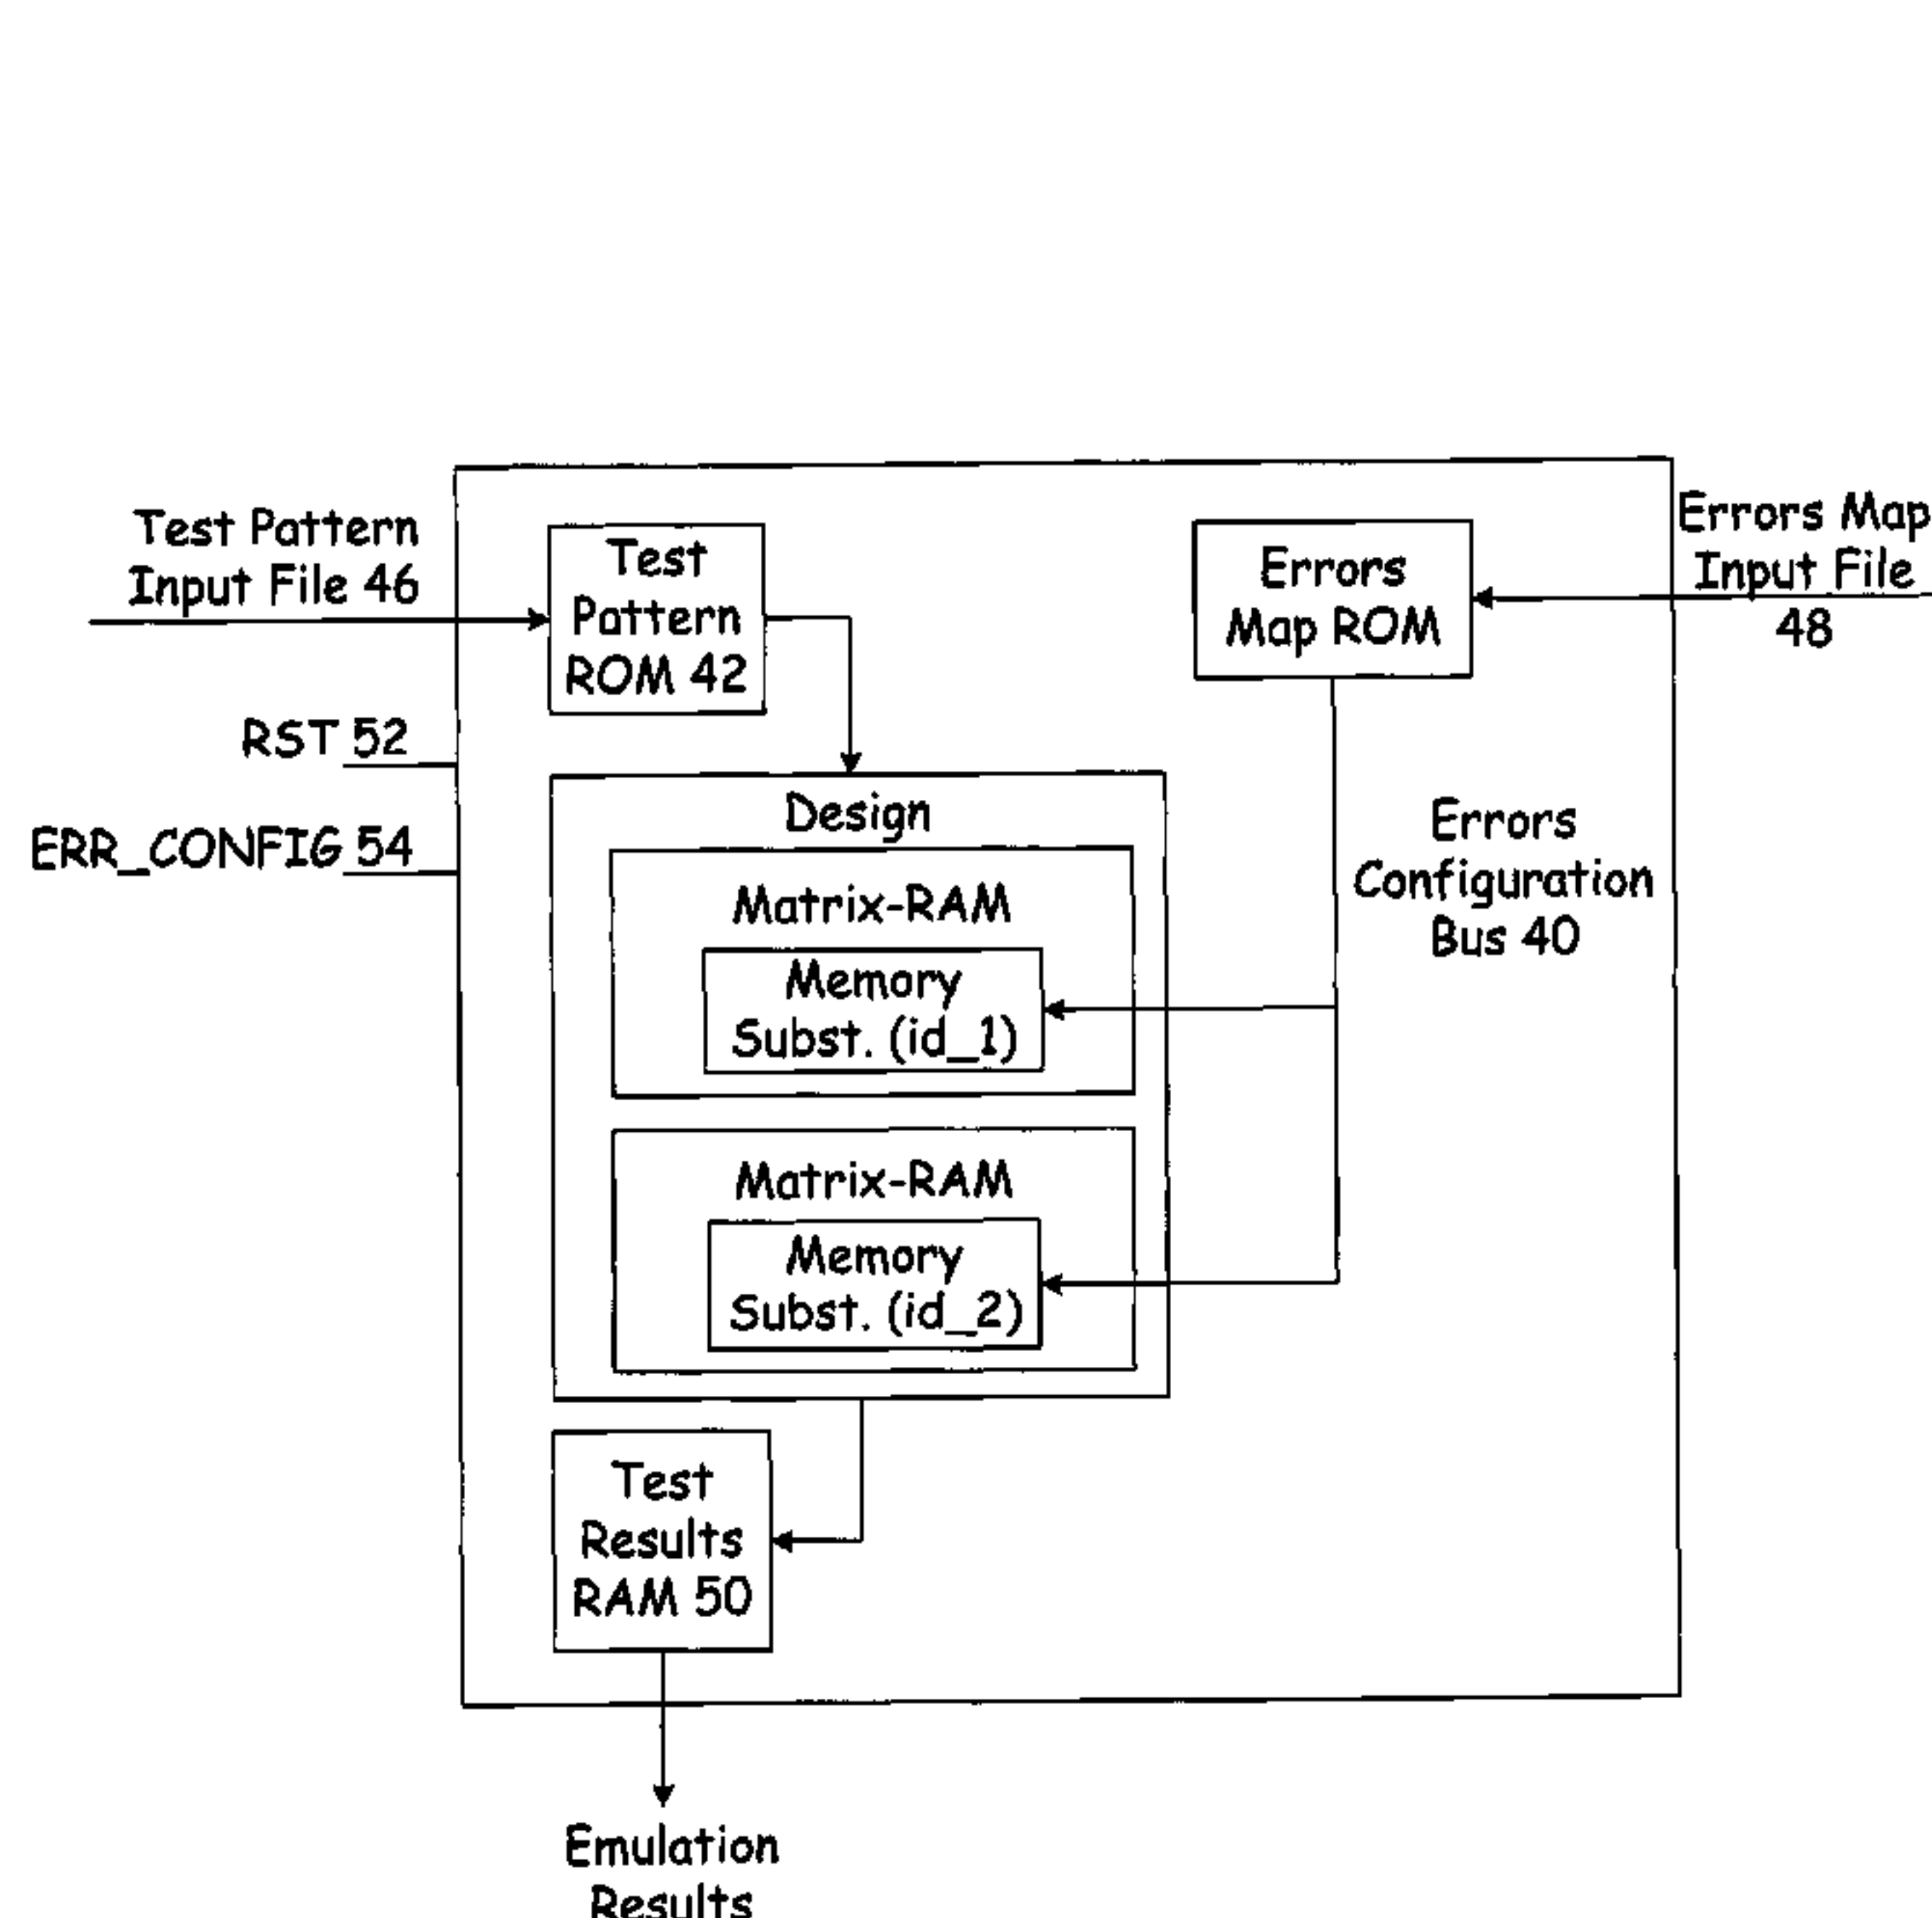 Test Pattern
Input File 46
Test
Pattern
ROM 42
Errors
Map ROM
Errors Map
Input File
48
RST 52
ERR_CONFIG 54
Design
Matrix-RAM
Memory
Subst. (id_1)
Errors
Configuration
Bus 40
Matrix-RAM
Memory
Subst. (id_2)
Test
Results
RAM 50
Emulation
Results